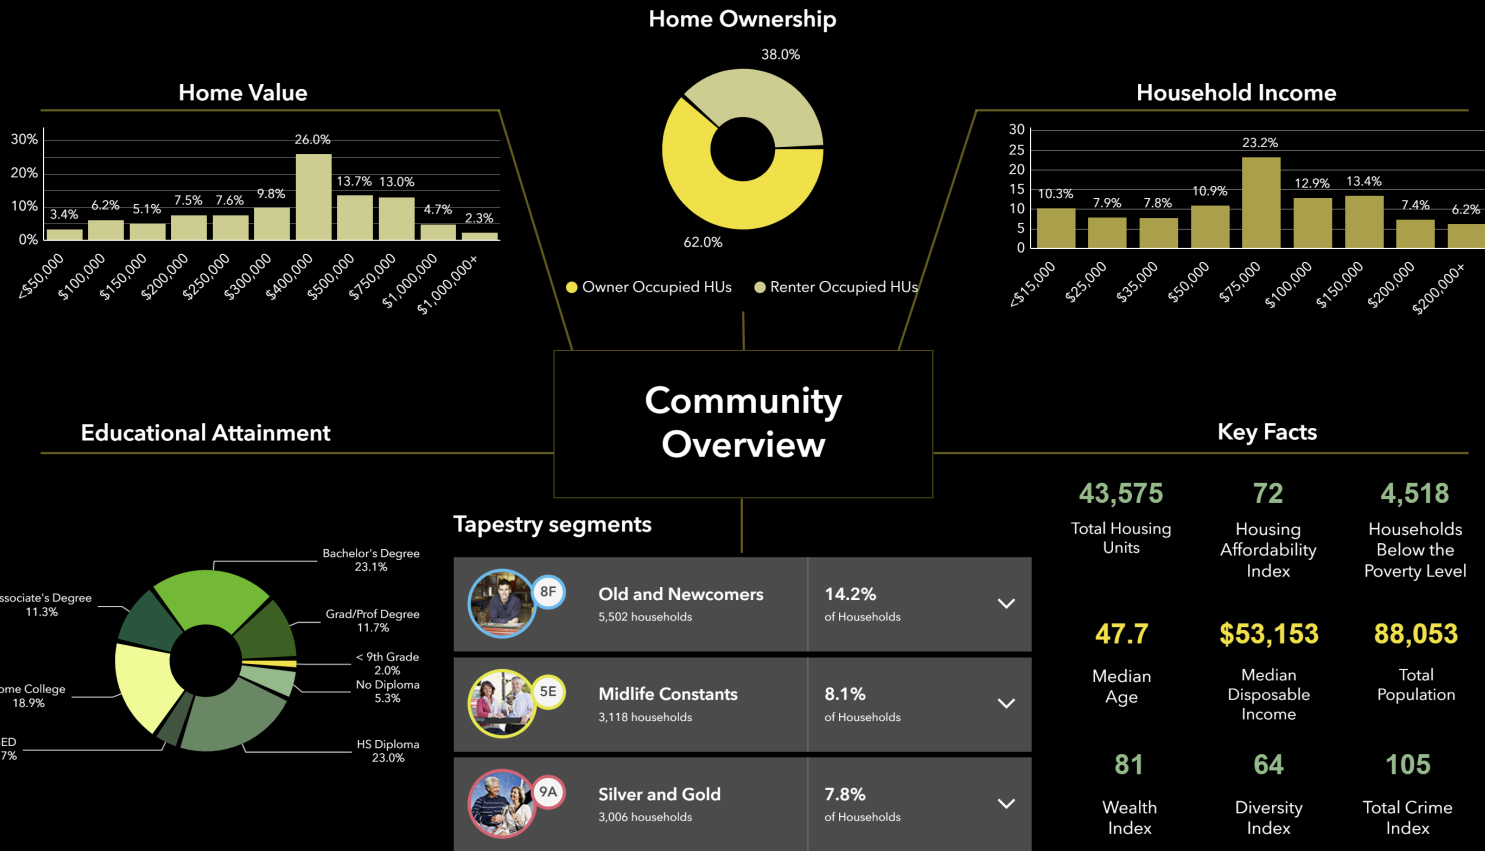 Home Ownership
38.0%
62.0%
Owner Occupied HUs
Renter Occupied HUs
Home Value
30%
20%
10%
0%
3.4%
6.2%
5.1%
7.5%
7.6%
9.8%
26.0%
13.7%
13.0%
4.7%
2.3%
<$50,000
$100,000
$150,000
$200,000
$250,000
$300,000
$400,000
$500,000
$750,000
$1,000,000
$1,000,000+
Household Income
30
25
20
15
10
5
0
10.3%
7.9%
7.8%
10.9%
23.2%
12.9%
13.4%
7.4%
6.2%
<$15,000
$25,000
$35,000
$50,000
$75,000
$100,000
$150,000
$200,000
$200,000+
Community
Overview
Educational Attainment
Bachelor's Degree
23.1%
Grad/Prof Degree
11.7%
< 9th Grade
2.0%
No Diploma
5.3%
HS Diploma
23.0%
ED
7%
ome College
18.9%
ssociate's Degree
11.3%
Tapestry segments
8F
Old and Newcomers
5,502 households
14.2%
of Households
5E
Midlife Constants
3,118 households
8.1%
of Households
9A
Silver and Gold
3,006 households
7.8%
of Households
Key Facts
43,575
Total Housing
Units
72
Housing
Affordability
Index
4,518
Households
Below the
Poverty Level
47.7
Median
Age
$53,153
Median
Disposable
Income
88,053
Total
Population
81
Wealth
Index
64
Diversity
Index
105
Total Crime
Index